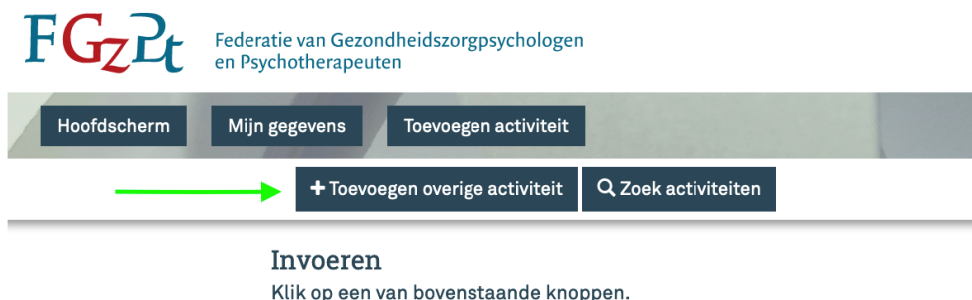 FGzPt
Federatie van Gezondheidszorgpsychologen
en Psychotherapeuten
Hoofdscherm
Mijn gegevens
Toevoegen activiteit
+ Toevoegen overige activiteit
Zoek activiteiten
Invoeren
Klik op een van bovenstaande knoppen.